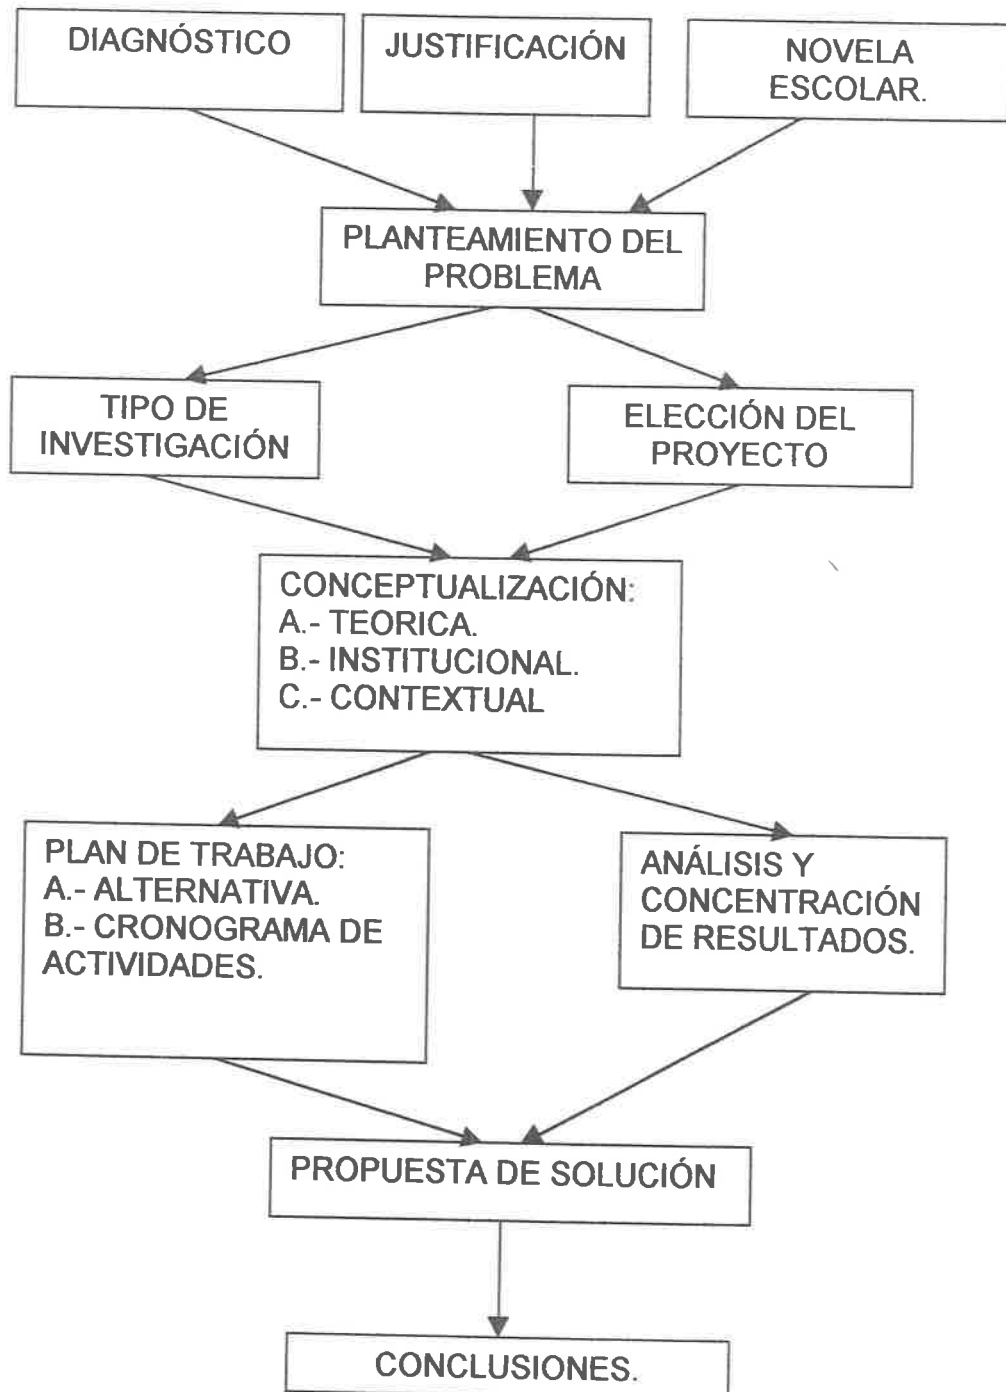 DIAGNÓSTICO
JUSTIFICACIÓN
NOVELA
ESCOLAR.
PLANTEAMIENTO DEL
PROBLEMA
TIPO DE
INVESTIGACIÓN
ELECCIÓN DEL
PROYECTO
CONCEPTUALIZACIÓN:
A.- TEORICA.
B.- INSTITUCIONAL.
C.- CONTEXTUAL
PLAN DE TRABAJO:
A.- ALTERNATIVA.
B.- CRONOGRAMA DE
ACTIVIDADES.
ANÁLISIS Y
CONCENTRACIÓN
DE RESULTADOS.
PROPUESTA DE SOLUCIÓN
CONCLUSIONES.